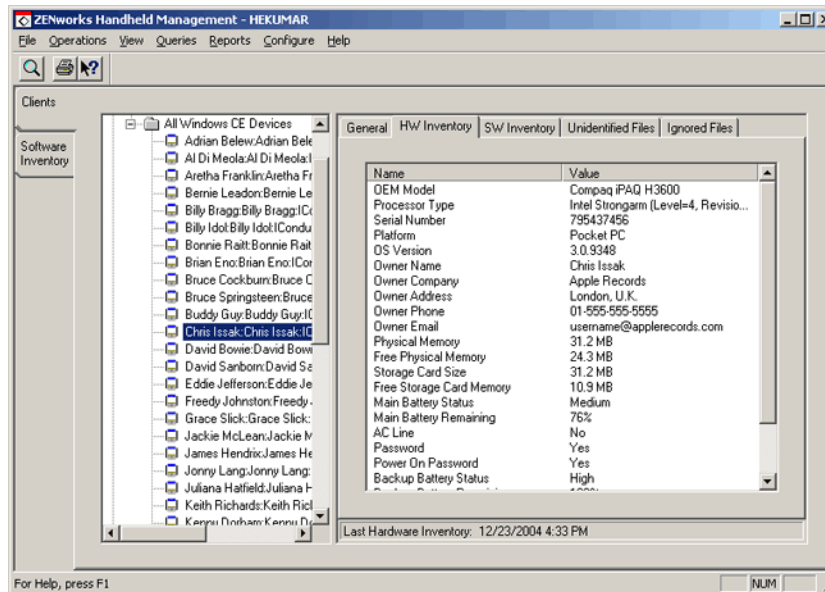 ZENworks Handheld Management - HEKUMAR
File Operations View Queries Reports Configure Help
Clients
Software
Inventory
All Windows CE Devices
Adrian Belew:Adrian Bele
Al Di Meola:Al Di Meola:I
Aretha Franklin:Aretha Fr
Bernie Leadon:Bernie Le
Billy Bragg:Billy Bragg:ICo
Billy Idol:Billy Idol:ICondu
Bonnie Raitt:Bonnie Rait
Brian Eno:Brian Eno:ICor
Bruce Cockburn:Bruce C
Bruce Springsteen:Bruce
Buddy Guy:Buddy Guy:IC
Chris Issak:Chris Issak:IC
David Bowie:David Bowi
David Sanborn:David Sa
Eddie Jefferson:Eddie Je
Freedy Johnston:Freedy
Grace Slick:Grace Slick:
Jackie McLean:Jackie M
James Hendrix:James He
Jonny Lang:Jonny Lang:
Juliana Hatfield:Juliana H
Keith Richards:Keith Rich
Kenny Dorham:Kenny Do
General HW Inventory SW Inventory Unidentified Files Ignored Files
Name Value
OEM Model Compaq iPAQ H3600
Processor Type Intel Strongarm (Level=4, Revisio...
Serial Number 795437456
Platform Pocket PC
OS Version 3.0.9348
Owner Name Chris Issak
Owner Company Apple Records
Owner Address London, U.K.
Owner Phone 01-555-555-5555
Owner Email username@applerecords.com
Physical Memory 31.2 MB
Free Physical Memory 24.3 MB
Storage Card Size 31.2 MB
Free Storage Card Memory 10.9 MB
Main Battery Status Medium
Main Battery Remaining 76%
AC Line No
Password Yes
Power On Password Yes
Backup Battery Status High
Last Hardware Inventory: 12/23/2004 4:33 PM
For Help, press F1
NUM